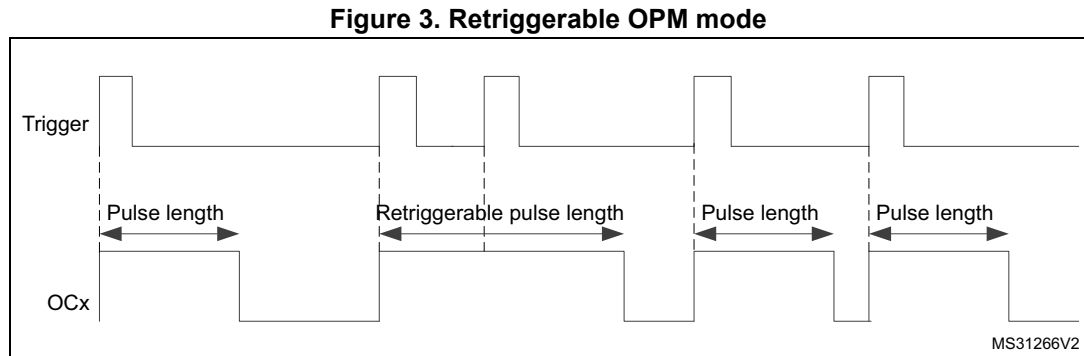 Figure 3. Retriggerable OPM mode
Trigger
Pulse length
Retriggerable pulse length
Pulse length
Pulse length
OCx
MS31266V2